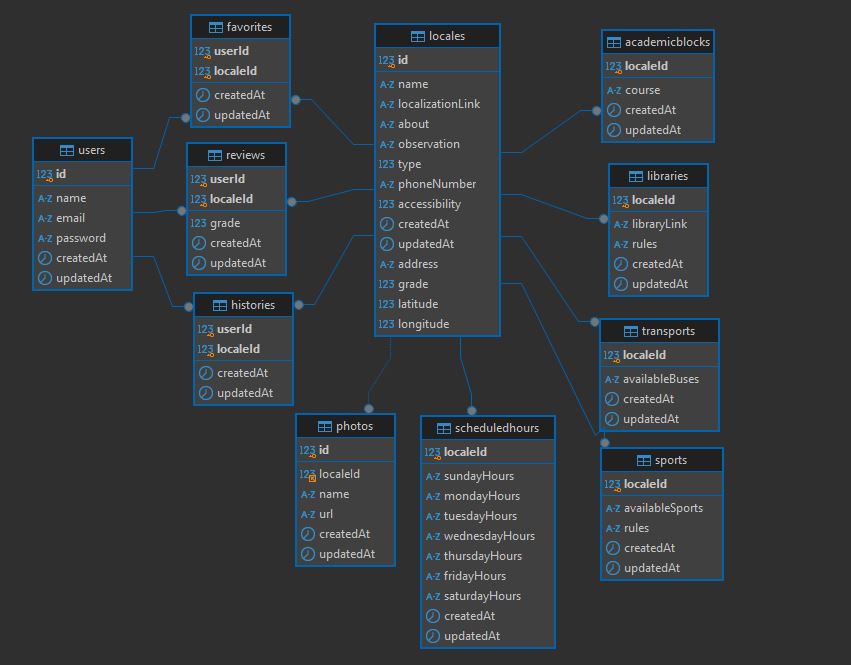 favorites
123 userId
123 localeId
createdAt
updatedAt
locales
123 id
A-Z name
A-Z localizationLink
A-Z about
A-Z observation
123 type
A-Z phoneNumber
123 accessibility
createdAt
updatedAt
A-Z address
123 grade
123 latitude
123 longitude
academicblocks
123 localeId
A-Z course
createdAt
updatedAt
users
123 id
A-Z name
A-Z email
A-Z password
createdAt
updatedAt
reviews
123 userId
123 localeId
123 grade
createdAt
updatedAt
libraries
123 localeId
A-Z libraryLink
A-Z rules
createdAt
updatedAt
histories
123 userId
123 localeId
createdAt
updatedAt
transports
123 localeId
A-Z availableBuses
createdAt
updatedAt
photos
123 id
123 localeId
A-Z name
A-Z url
createdAt
updatedAt
scheduledhours
123 localeId
A-Z sundayHours
A-Z mondayHours
A-Z tuesdayHours
A-Z wednesdayHours
A-Z thursdayHours
A-Z fridayHours
A-Z saturdayHours
createdAt
updatedAt
sports
123 localeId
A-Z availableSports
A-Z rules
createdAt
updatedAt